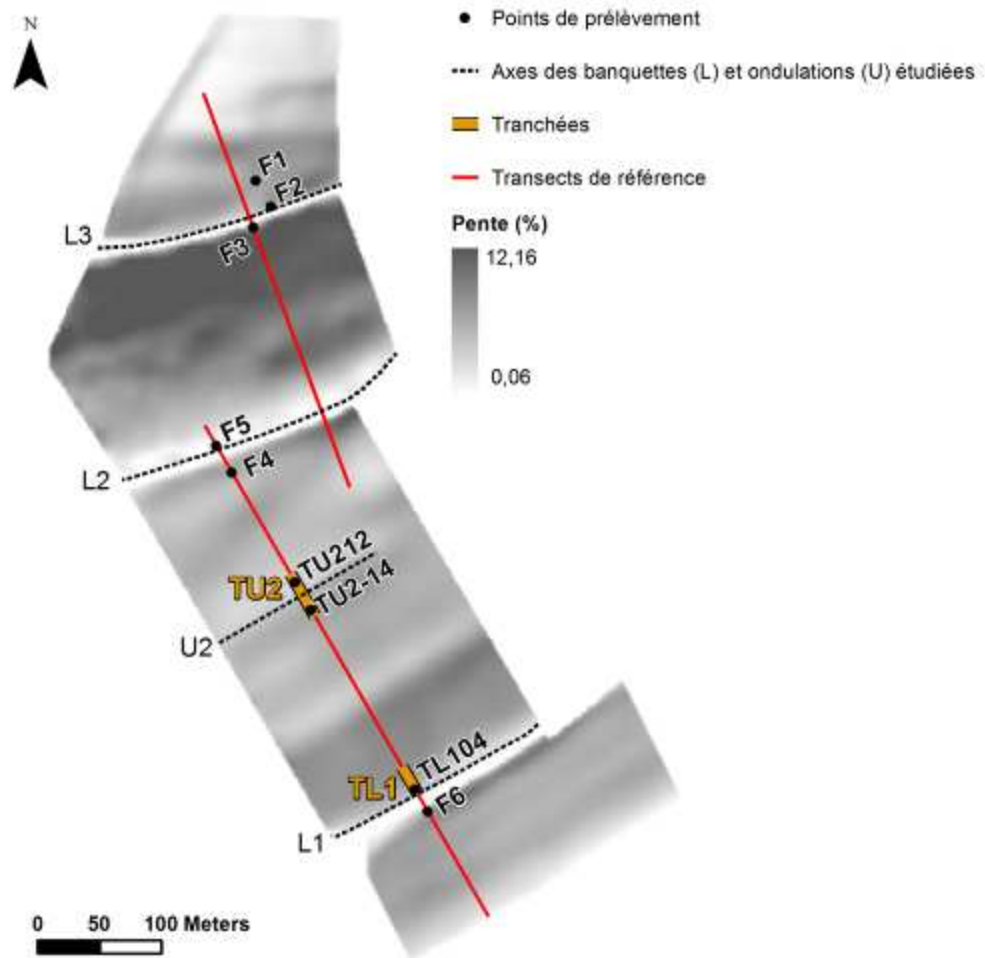 N
Points de prélèvement
Axes des banquettes (L) et ondulations (U) étudiées
Tranchées
Transects de référence
Pente (%)
12,16
0,06
F1
F2
L3
F3
F5
F4
L2
TU212
TU2
TU2-14
U2
TL104
TL1
F6
L1
0 50 100 Meters